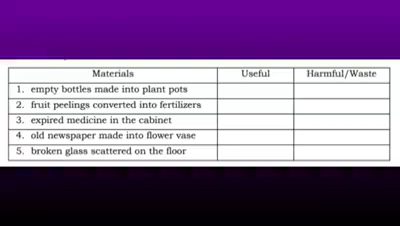 Materials Useful Harmful/Waste
1. empty bottles made into plant pots
2. fruit peelings converted into fertilizers
3. expired medicine in the cabinet
4. old newspaper made into flower vase
5. broken glass scattered on the floor